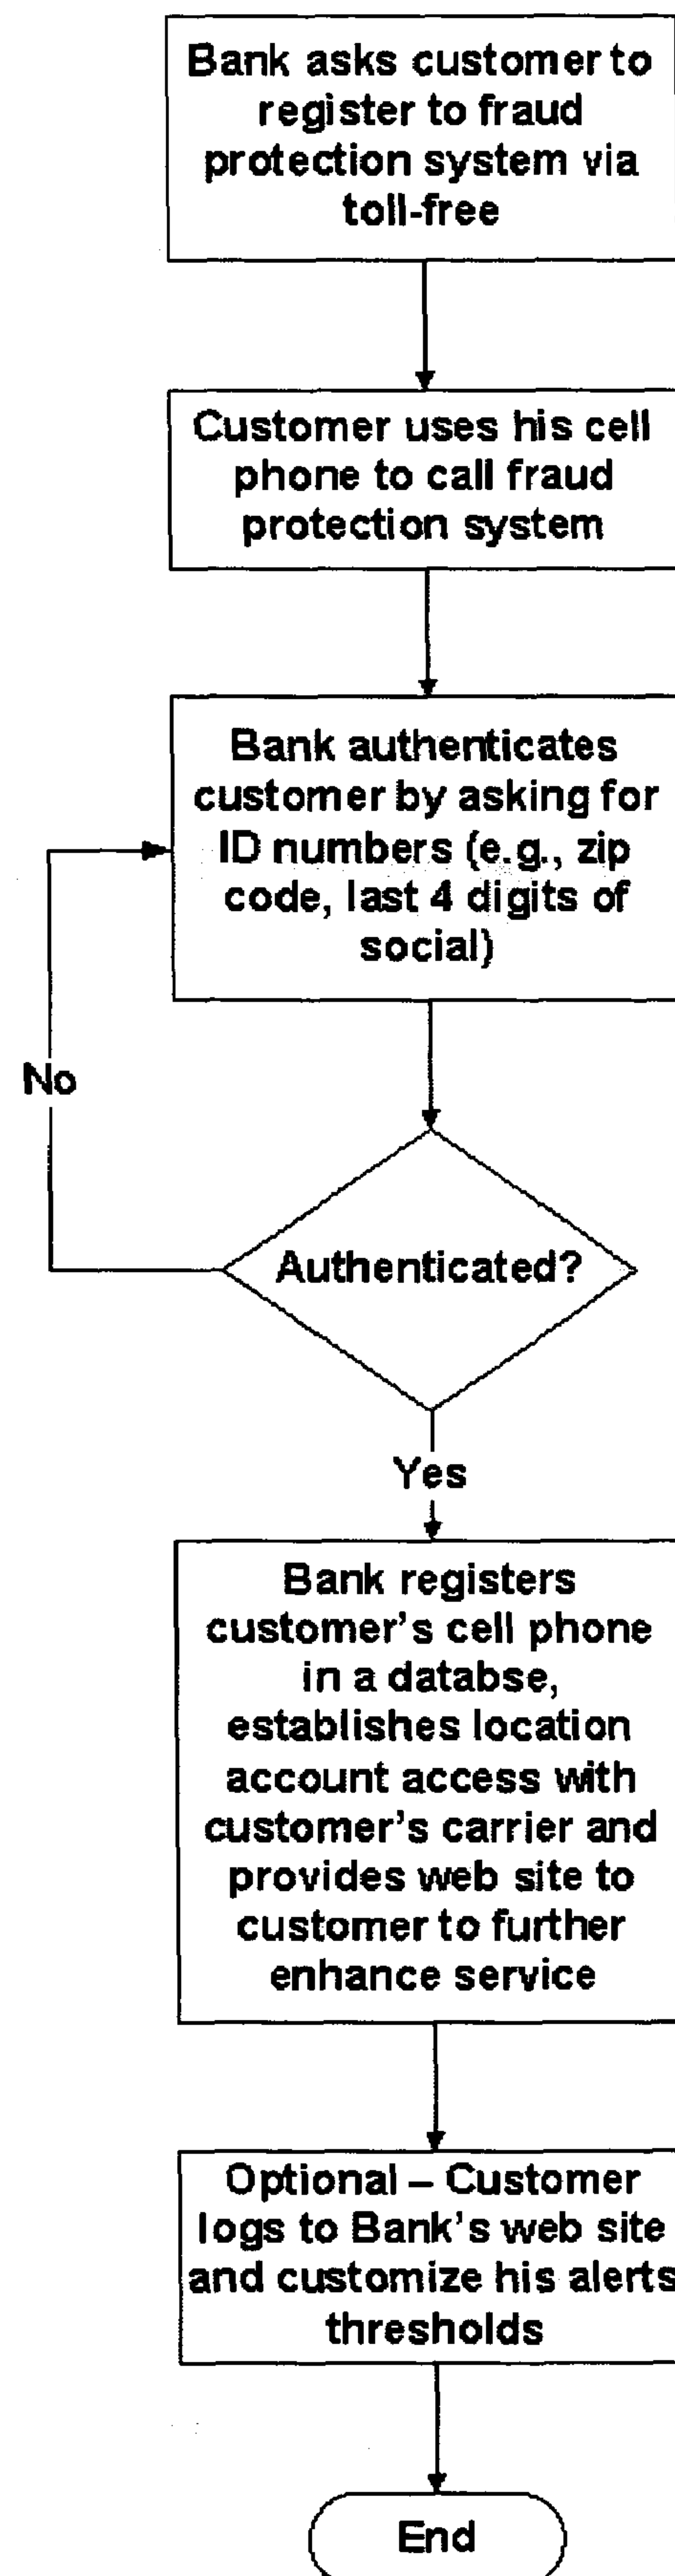 Bank asks customer to
register to fraud
protection system via
toll-free
Customer uses his cell
phone to call fraud
protection system
Bank authenticates
customer by asking for
ID numbers (e.g., zip
code, last 4 digits of
social)
No
Authenticated?
Yes
Bank registers
customer's cell phone
in a databse,
establishes location
account access with
customer's carrier and
provides web site to
customer to further
enhance service
Optional – Customer
logs to Bank's web site
and customize his alerts
thresholds
End